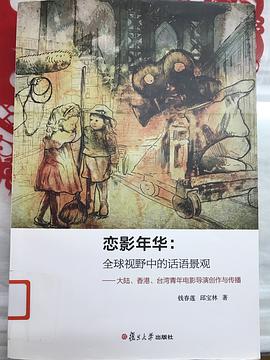 恋影年华：
全球视野中的话语景观
——大陆、香港、台湾青年电影导演创作与传播
钱春莲 邱宝林 著
复旦大学出版社